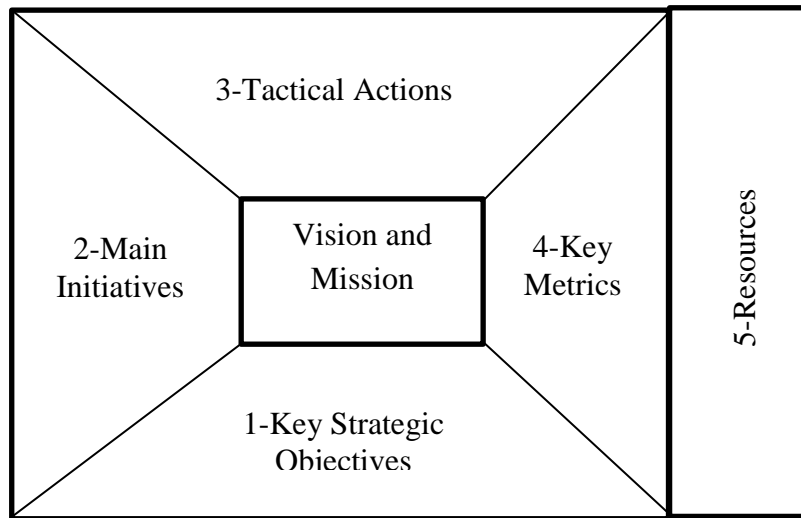 3-Tactical Actions
2-Main
Initiatives
Vision and
Mission
4-Key
Metrics
5-Resources
1-Key Strategic
Objectives